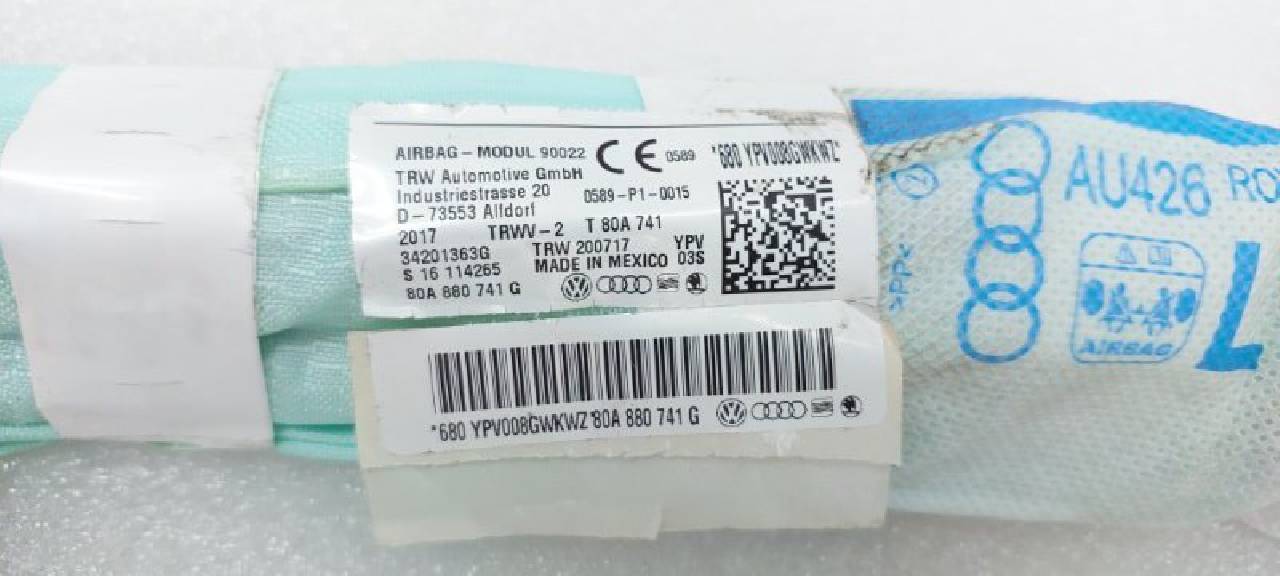 AIRBAG - MODUL 90022
TRW Automotive GmbH
Industriestrasse 20
D - 73553 Alfdorf
2017 TRWV - 2 T 80A 741
34201363G TRW 200717 YPV
S 16 114265 MADE IN MEXICO 03S
80A 880 741 G
CE 0589
0589-P1-0015
*680 YPV008GWKWZ*
*680 YPV008GWKWZ*80A 880 741 G
>PP<
AU426
AIRBAG
L